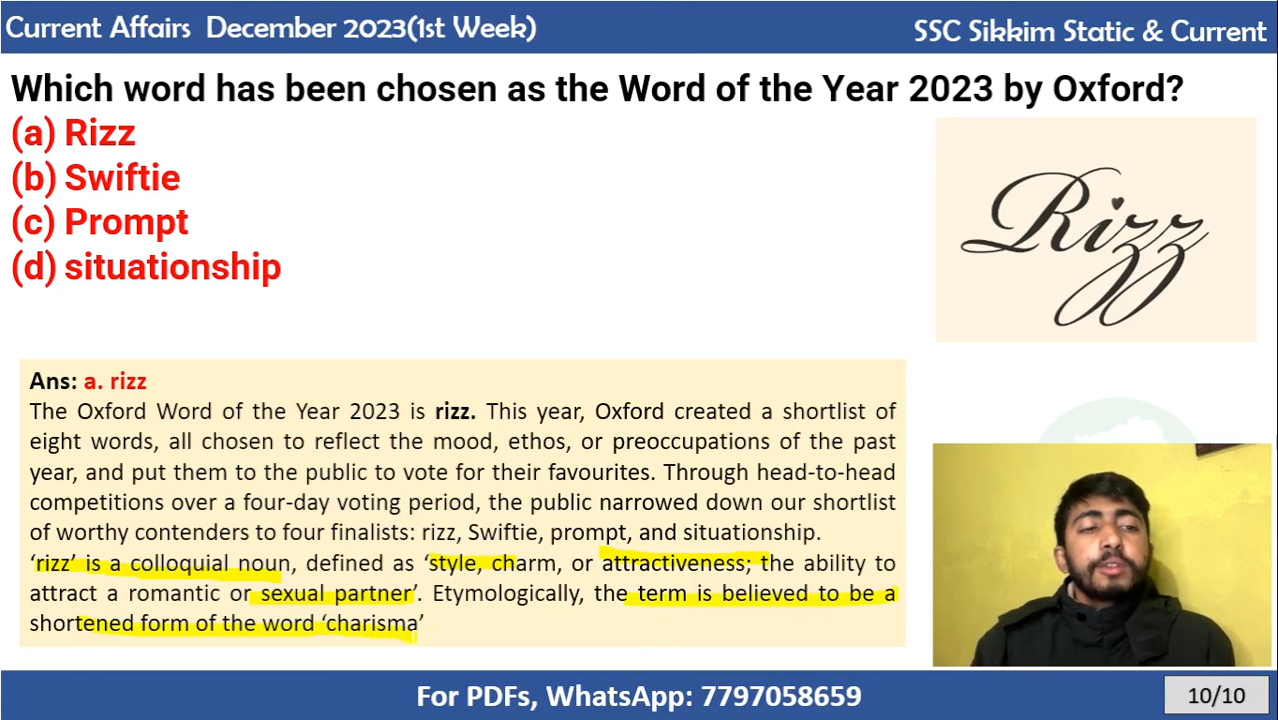 Current Affairs December 2023(1st Week)
SSC Sikkim Static & Current
Which word has been chosen as the Word of the Year 2023 by Oxford?
(a) Rizz
(b) Swiftie
(c) Prompt
(d) situationship
Rizz
Ans: a. rizz
The Oxford Word of the Year 2023 is rizz. This year, Oxford created a shortlist of
eight words, all chosen to reflect the mood, ethos, or preoccupations of the past
year, and put them to the public to vote for their favourites. Through head-to-head
competitions over a four-day voting period, the public narrowed down our shortlist
of worthy contenders to four finalists: rizz, Swiftie, prompt, and situationship.
‘rizz’ is a colloquial noun, defined as ‘style, charm, or attractiveness; the ability to
attract a romantic or sexual partner’. Etymologically, the term is believed to be a
shortened form of the word ‘charisma’
For PDFs, WhatsApp: 7797058659
10/10